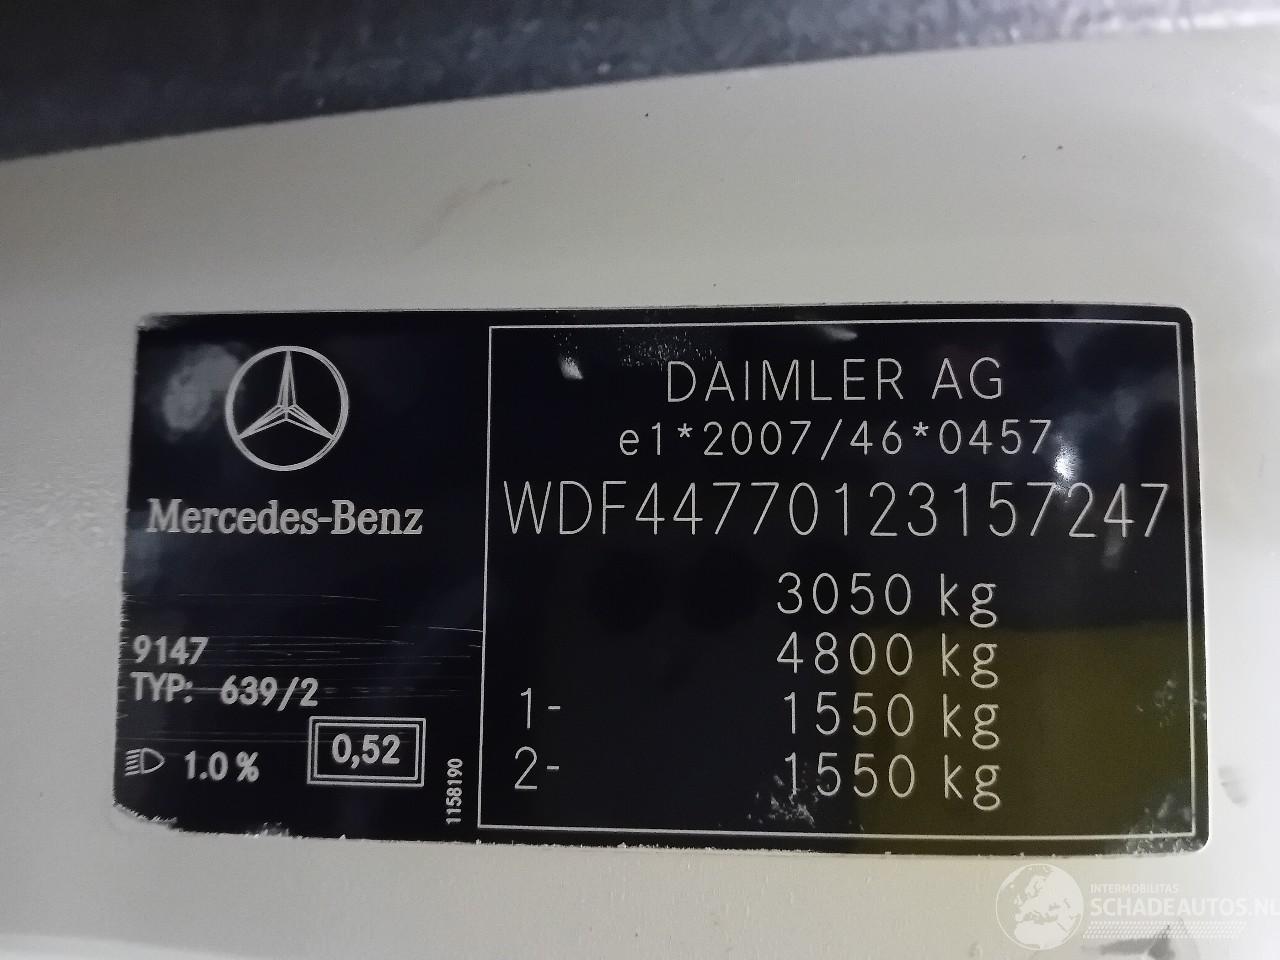 DAIMLER AG
e1*2007/46*0457
WDF44770123157247
3050 kg
4800 kg
1- 1550 kg
2- 1550 kg
Mercedes-Benz
9147
TYP: 639/2
1.0 %
0,52
1158190
INTERMOBILITAS
SCHADEAUTOS.NL